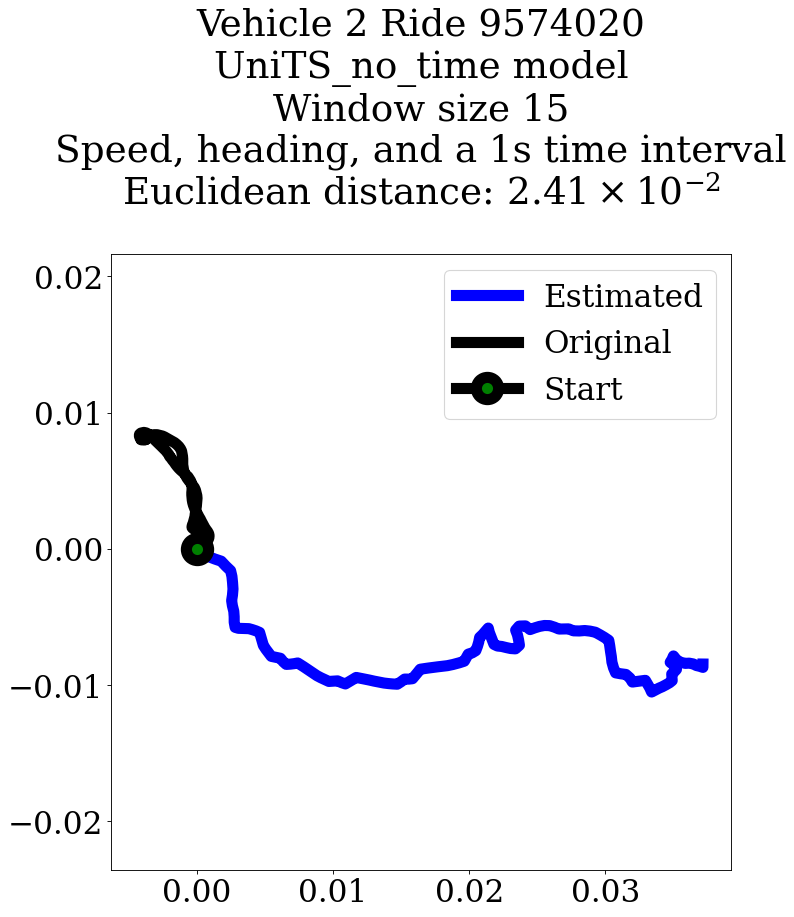 Vehicle 2 Ride 9574020
UniTS_no_time model
Window size 15
Speed, heading, and a 1s time interval
Euclidean distance: 2.41 × 10⁻²
0.02
0.01
0.00
−0.01
−0.02
Estimated
Original
Start
0.00 0.01 0.02 0.03